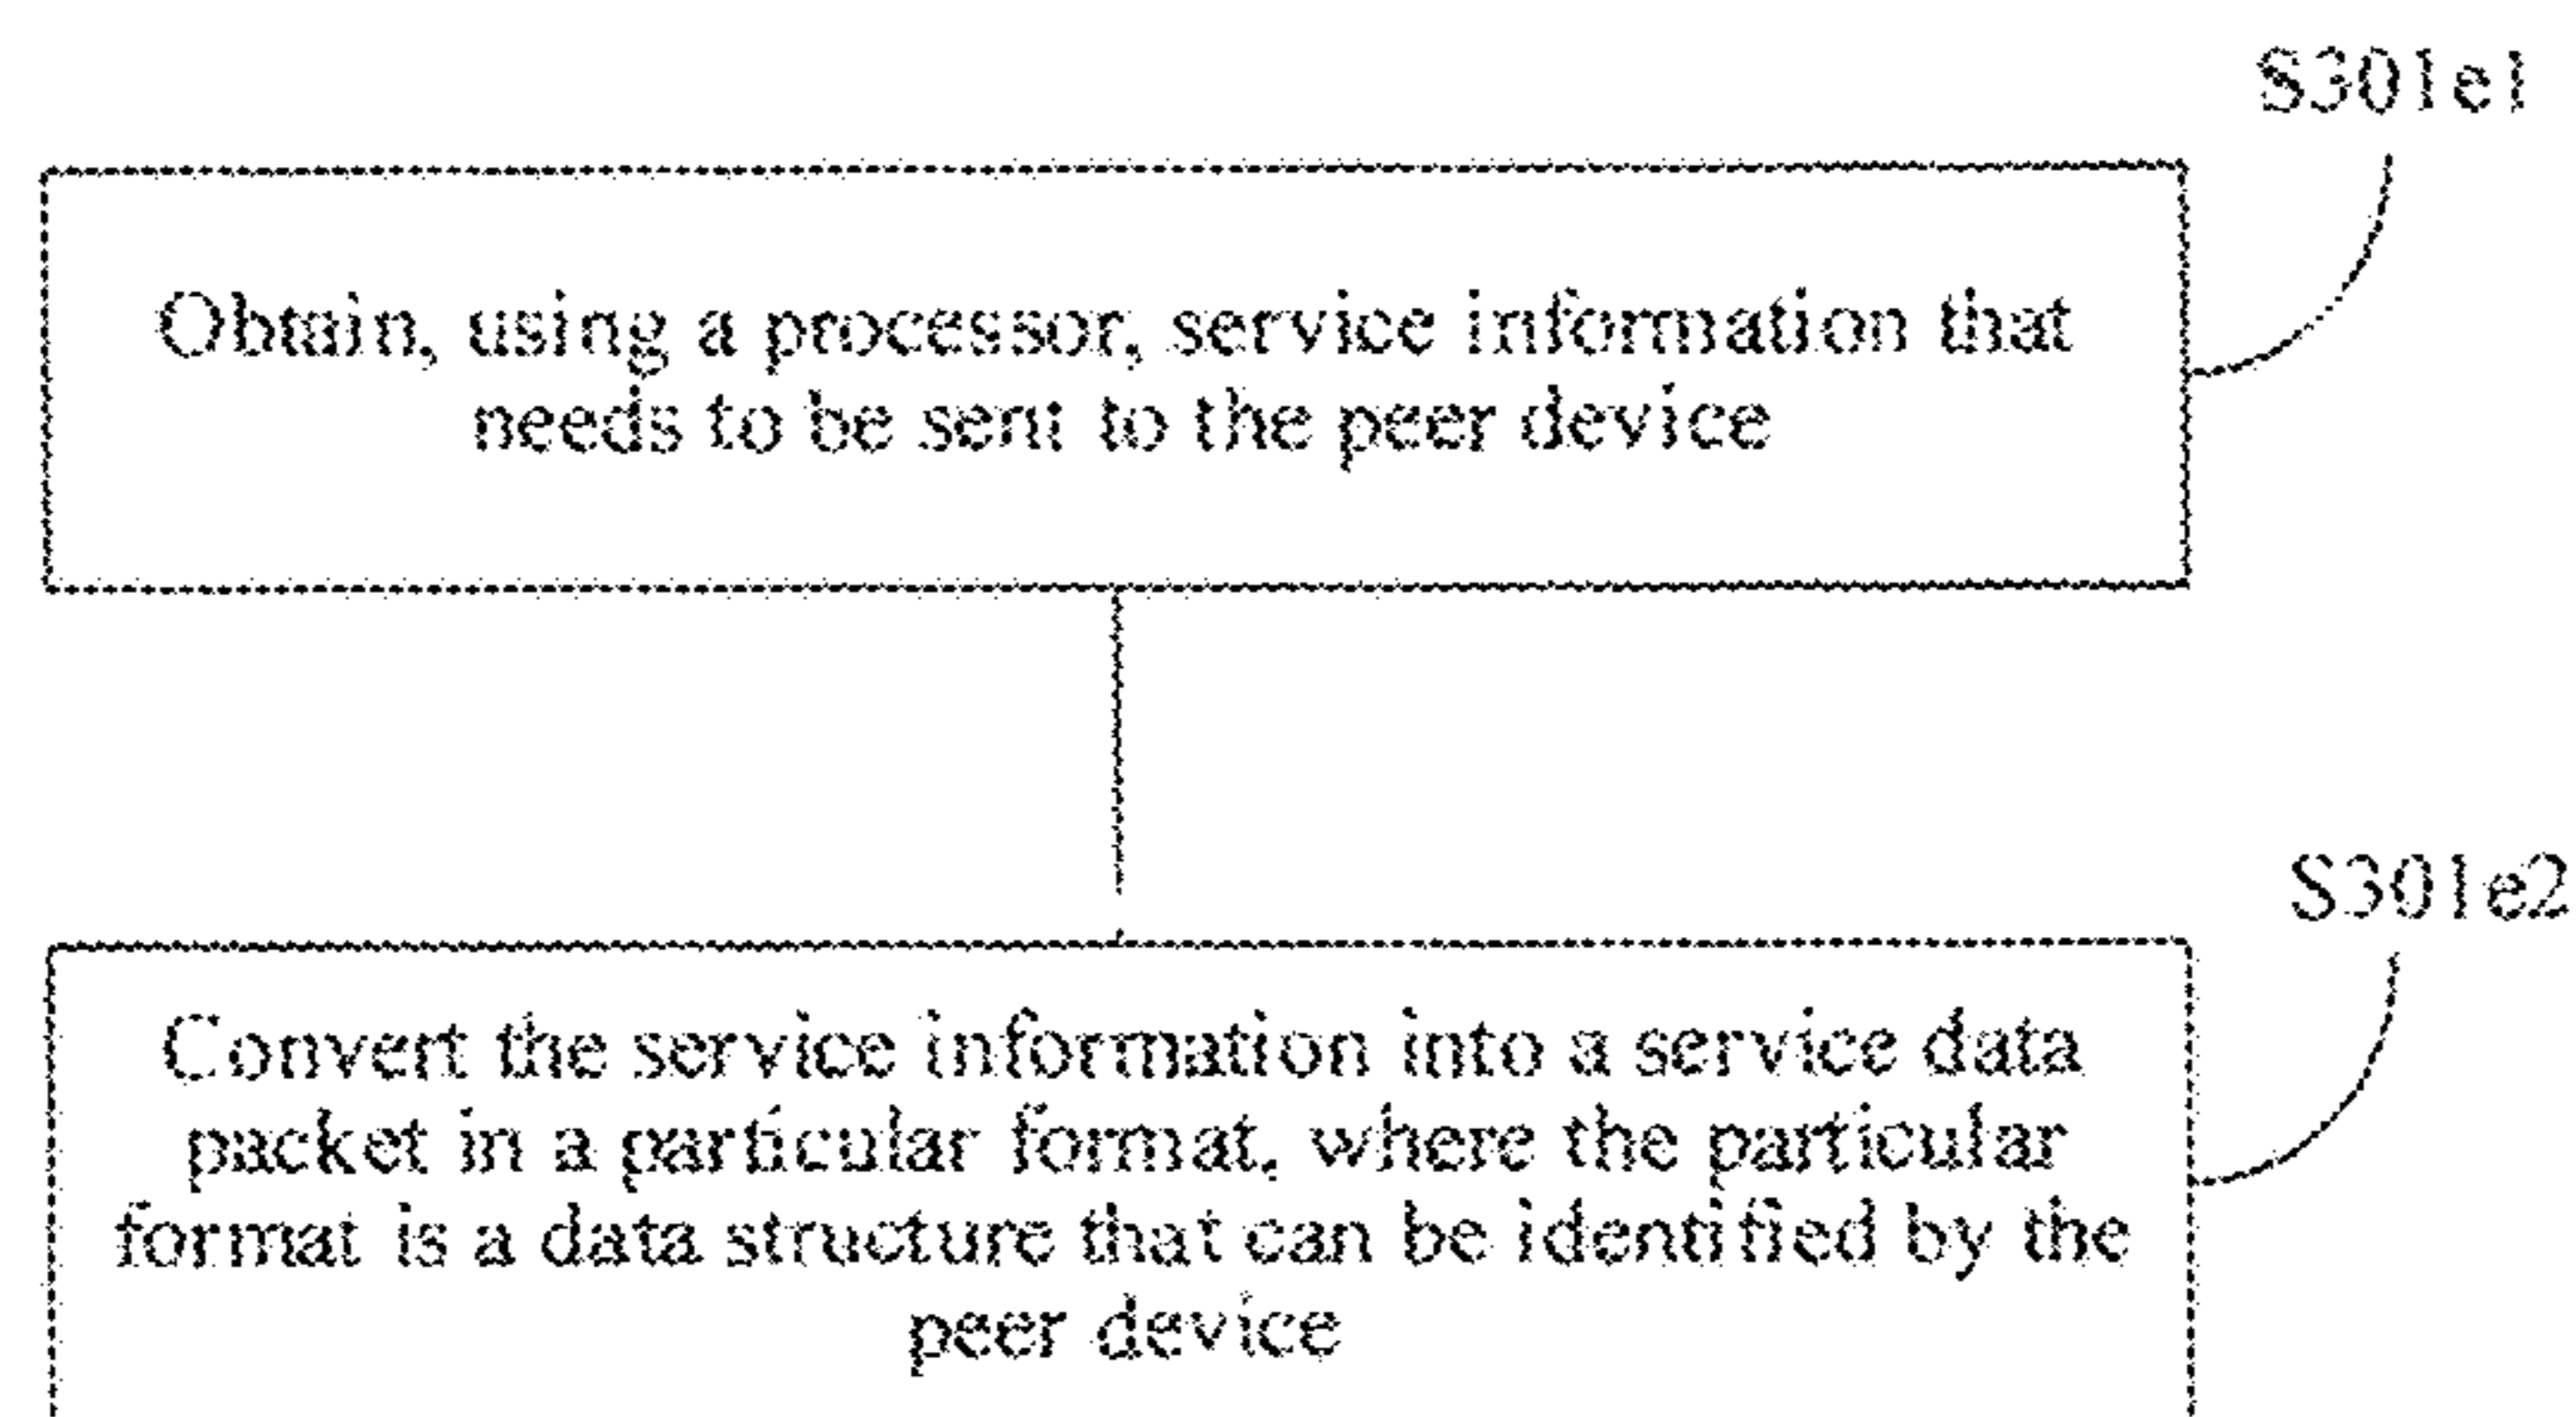 S301e1
Obtain, using a processor, service information that
needs to be sent to the peer device
S301e2
Convert the service information into a service data
packet in a particular format, where the particular
format is a data structure that can be identified by the
peer device